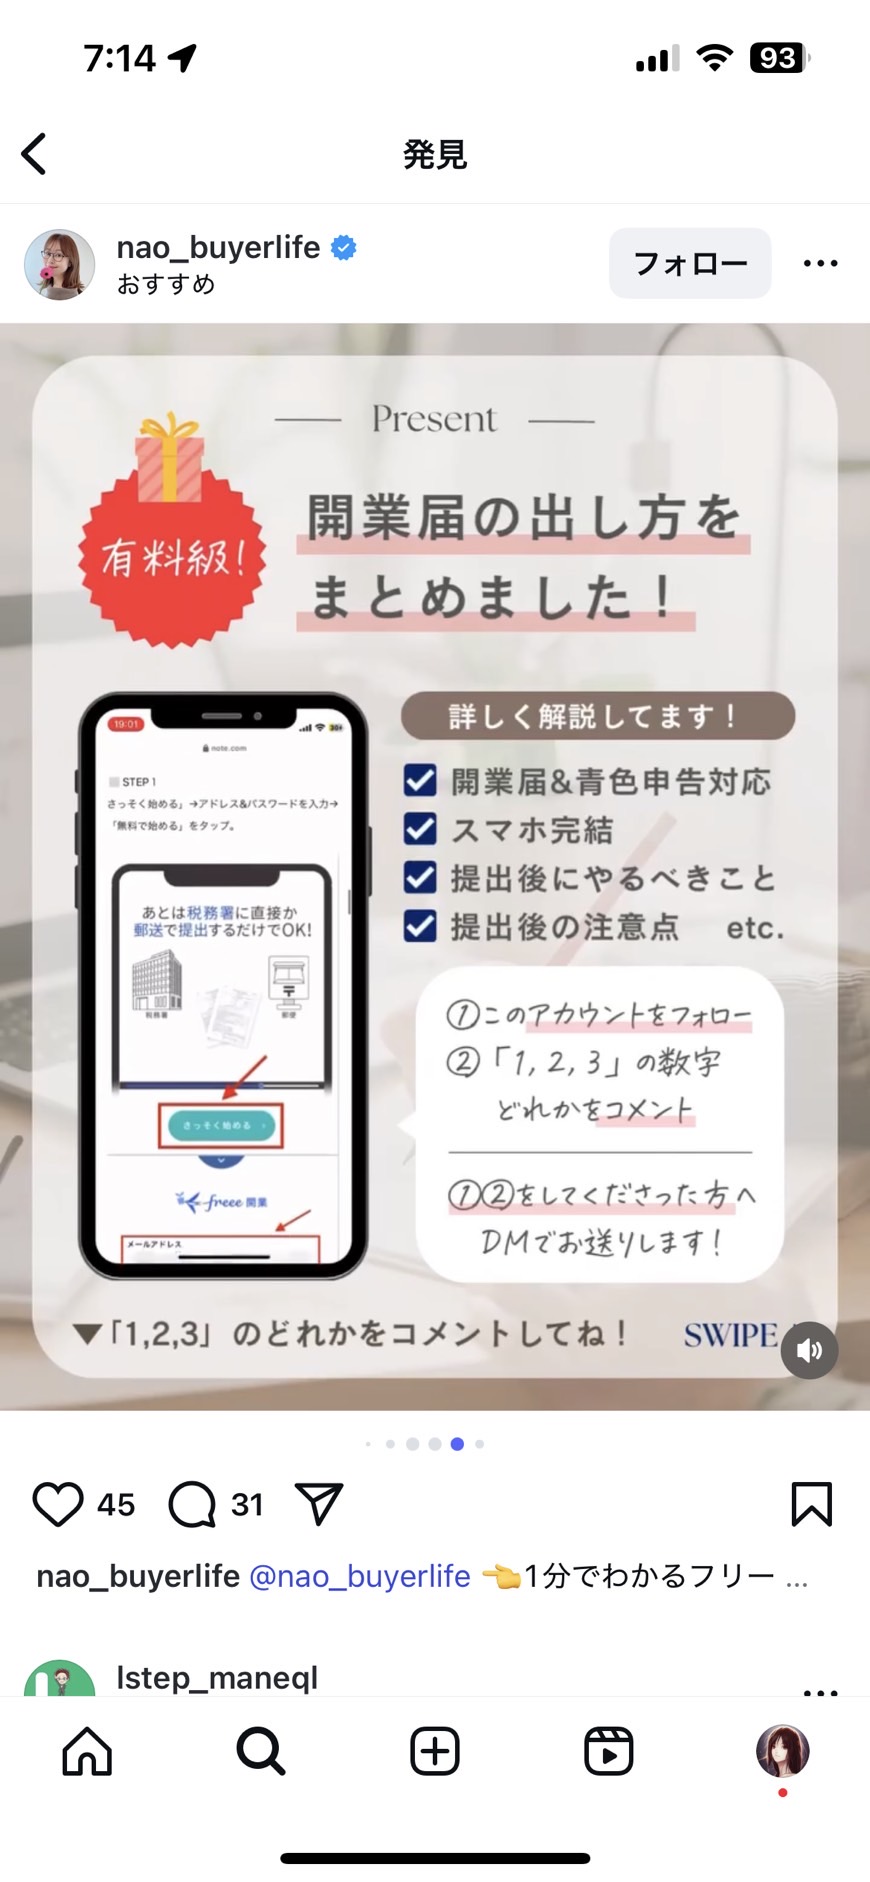 7:14
93
発見
nao_buyerlife
おすすめ
フォロー
Present
有料級!
開業届の出し方を
まとめました！
19:01
note.com
STEP 1
さっそく始める」→アドレス&パスワードを入力→
「無料で始める」をタップ。
あとは税務署に直接か
郵送で提出するだけでOK!
税務署
郵便
さっそく始める
freee 開業
メールアドレス
詳しく解説してます！
開業届&青色申告対応
スマホ完結
提出後にやるべきこと
提出後の注意点 etc.
①このアカウントをフォロー
②「1, 2, 3」の数字
どれかをコメント
①②をしてくださった方へ
DMでお送りします！
▼「1,2,3」のどれかをコメントしてね！
SWIPE
45
31
nao_buyerlife @nao_buyerlife 👈1分でわかるフリー ...
lstep_maneql